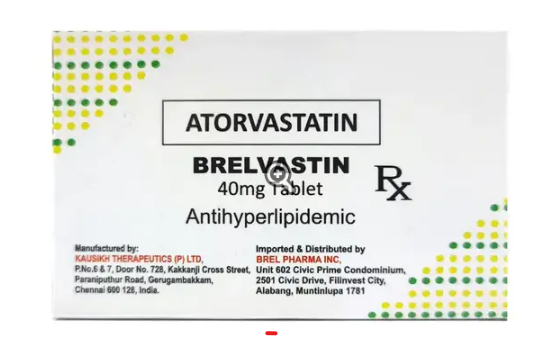 ATORVASTATIN
BRELVASTIN
40mg Tablet
Rx
Antihyperlipidemic
Manufactured by:
KAUSIKH THERAPEUTICS (P) LTD,
P.No.6 & 7, Door No. 728, Kakkanji Cross Street,
Paraniputhur Road, Gerugambakkam,
Chennai 600 128, India.
Imported & Distributed by
BREL PHARMA INC,
Unit 602 Civic Prime Condominium,
2501 Civic Drive, Filinvest City,
Alabang, Muntinlupa 1781